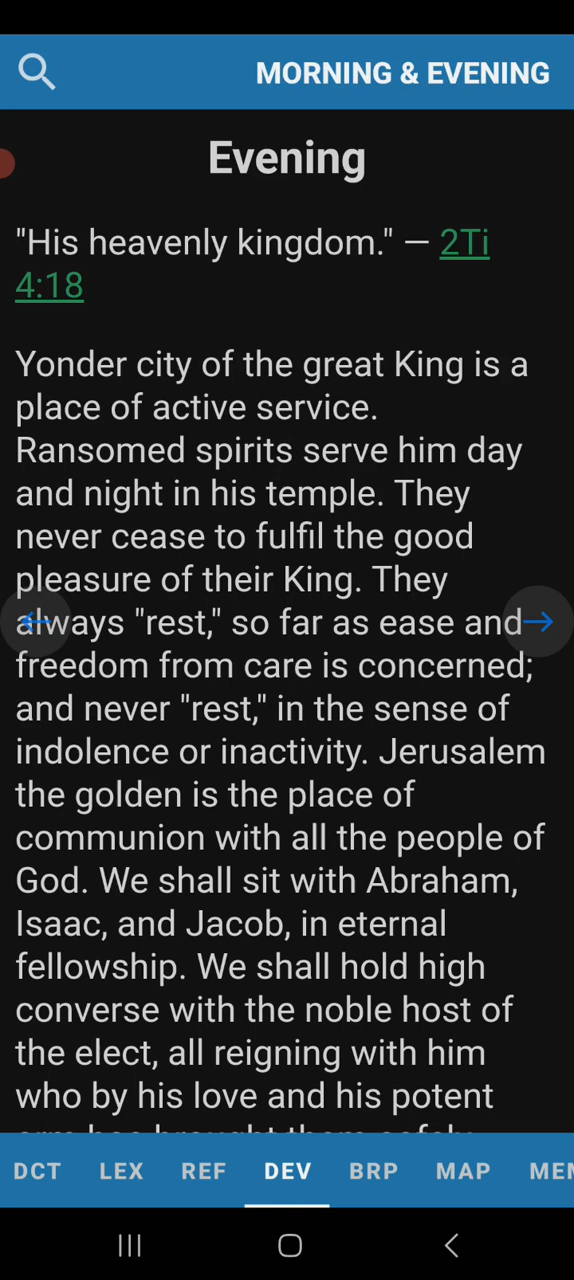 MORNING & EVENING
Evening
"His heavenly kingdom." — 2Ti
4:18
Yonder city of the great King is a
place of active service.
Ransomed spirits serve him day
and night in his temple. They
never cease to fulfil the good
pleasure of their King. They
always "rest," so far as ease and
freedom from care is concerned;
and never "rest," in the sense of
indolence or inactivity. Jerusalem
the golden is the place of
communion with all the people of
God. We shall sit with Abraham,
Isaac, and Jacob, in eternal
fellowship. We shall hold high
converse with the noble host of
the elect, all reigning with him
who by his love and his potent
arm has brought them safely
DCT LEX REF DEV BRP MAP